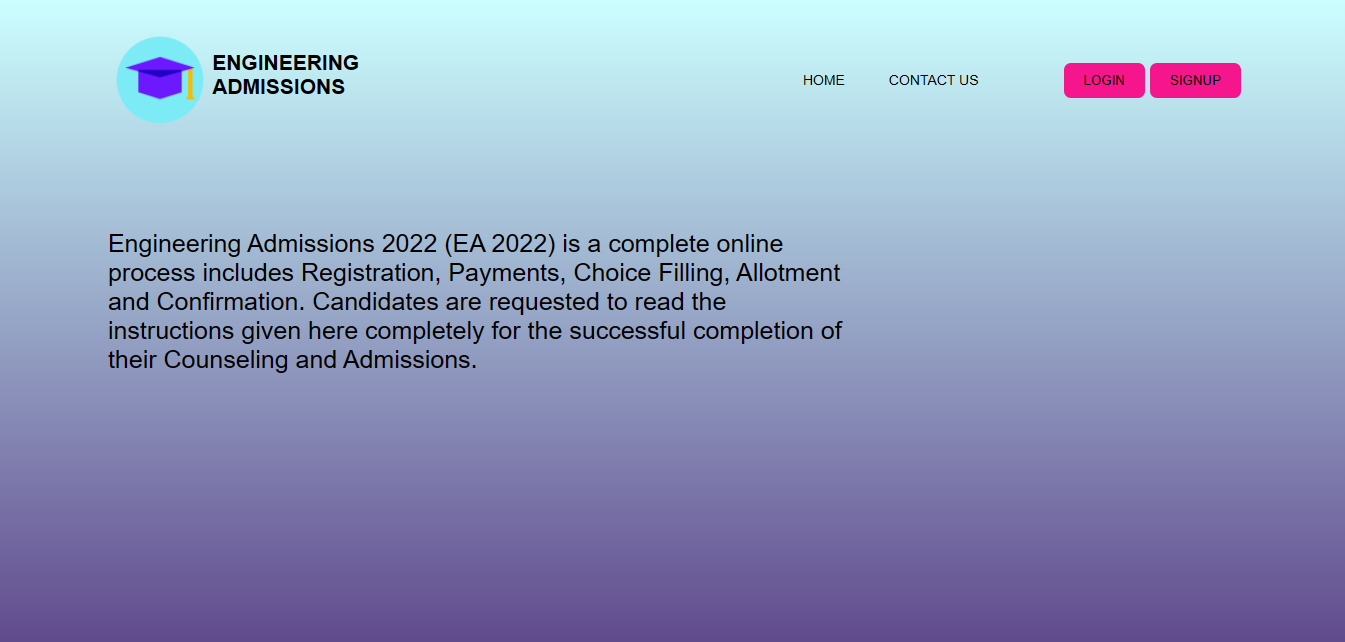 ENGINEERING
ADMISSIONS
HOME
CONTACT US
LOGIN
SIGNUP
Engineering Admissions 2022 (EA 2022) is a complete online
process includes Registration, Payments, Choice Filling, Allotment
and Confirmation. Candidates are requested to read the
instructions given here completely for the successful completion of
their Counseling and Admissions.